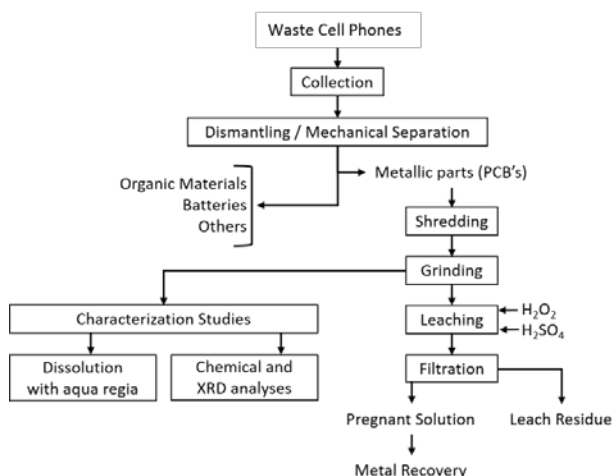 Waste Cell Phones
Collection
Dismantling / Mechanical Separation
Organic Materials
Batteries
Others
Metallic parts (PCB's)
Shredding
Grinding
Characterization Studies
Leaching
H₂O₂
H₂SO₄
Dissolution
with aqua regia
Chemical and
XRD analyses
Filtration
Pregnant Solution
Leach Residue
Metal Recovery